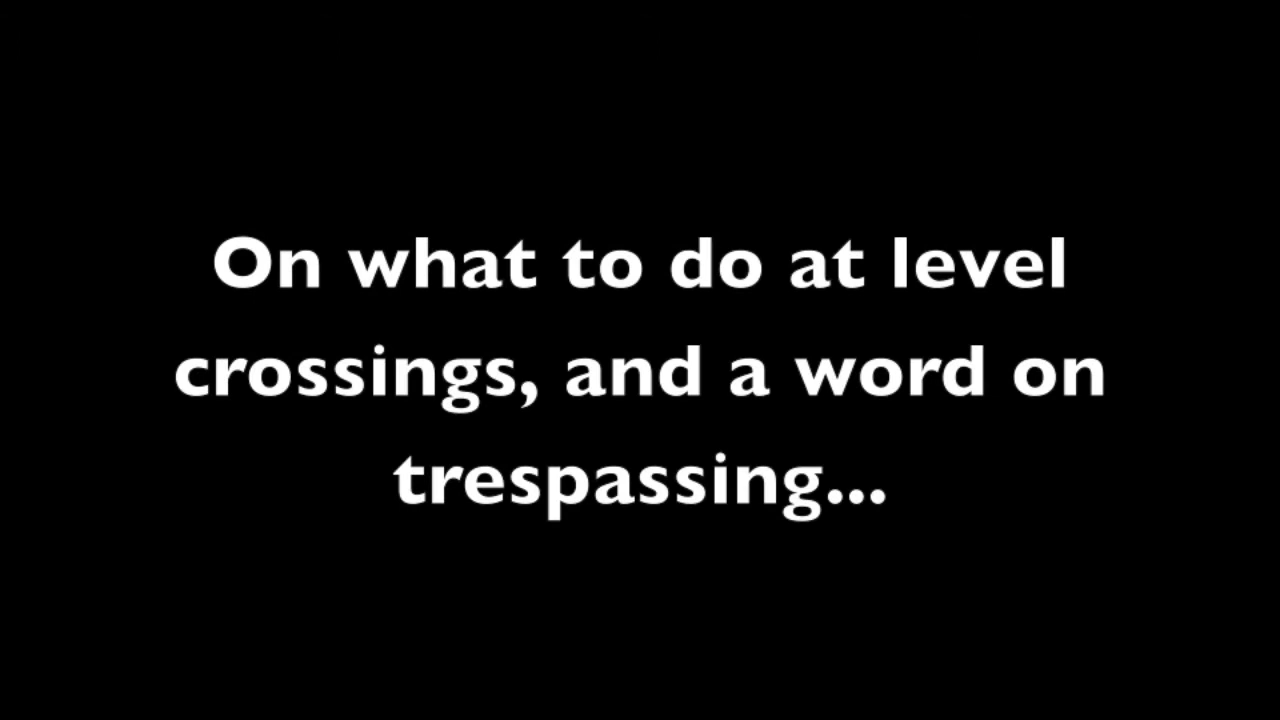 On what to do at level
crossings, and a word on
trespassing...